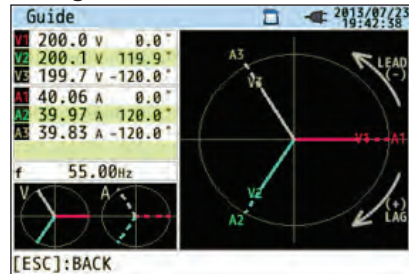 Guide 2013/07/23
19:42:38
V1 200.0 V 0.0°
V2 200.1 V 119.9°
V3 199.7 V -120.0°
A1 40.06 A 0.0°
A2 39.97 A 120.0°
A3 39.83 A -120.0°
f 55.00Hz
V A
A3
V3
LEAD
(-)
V1 A1
V2
A2
(+)
LAG
[ESC]:BACK